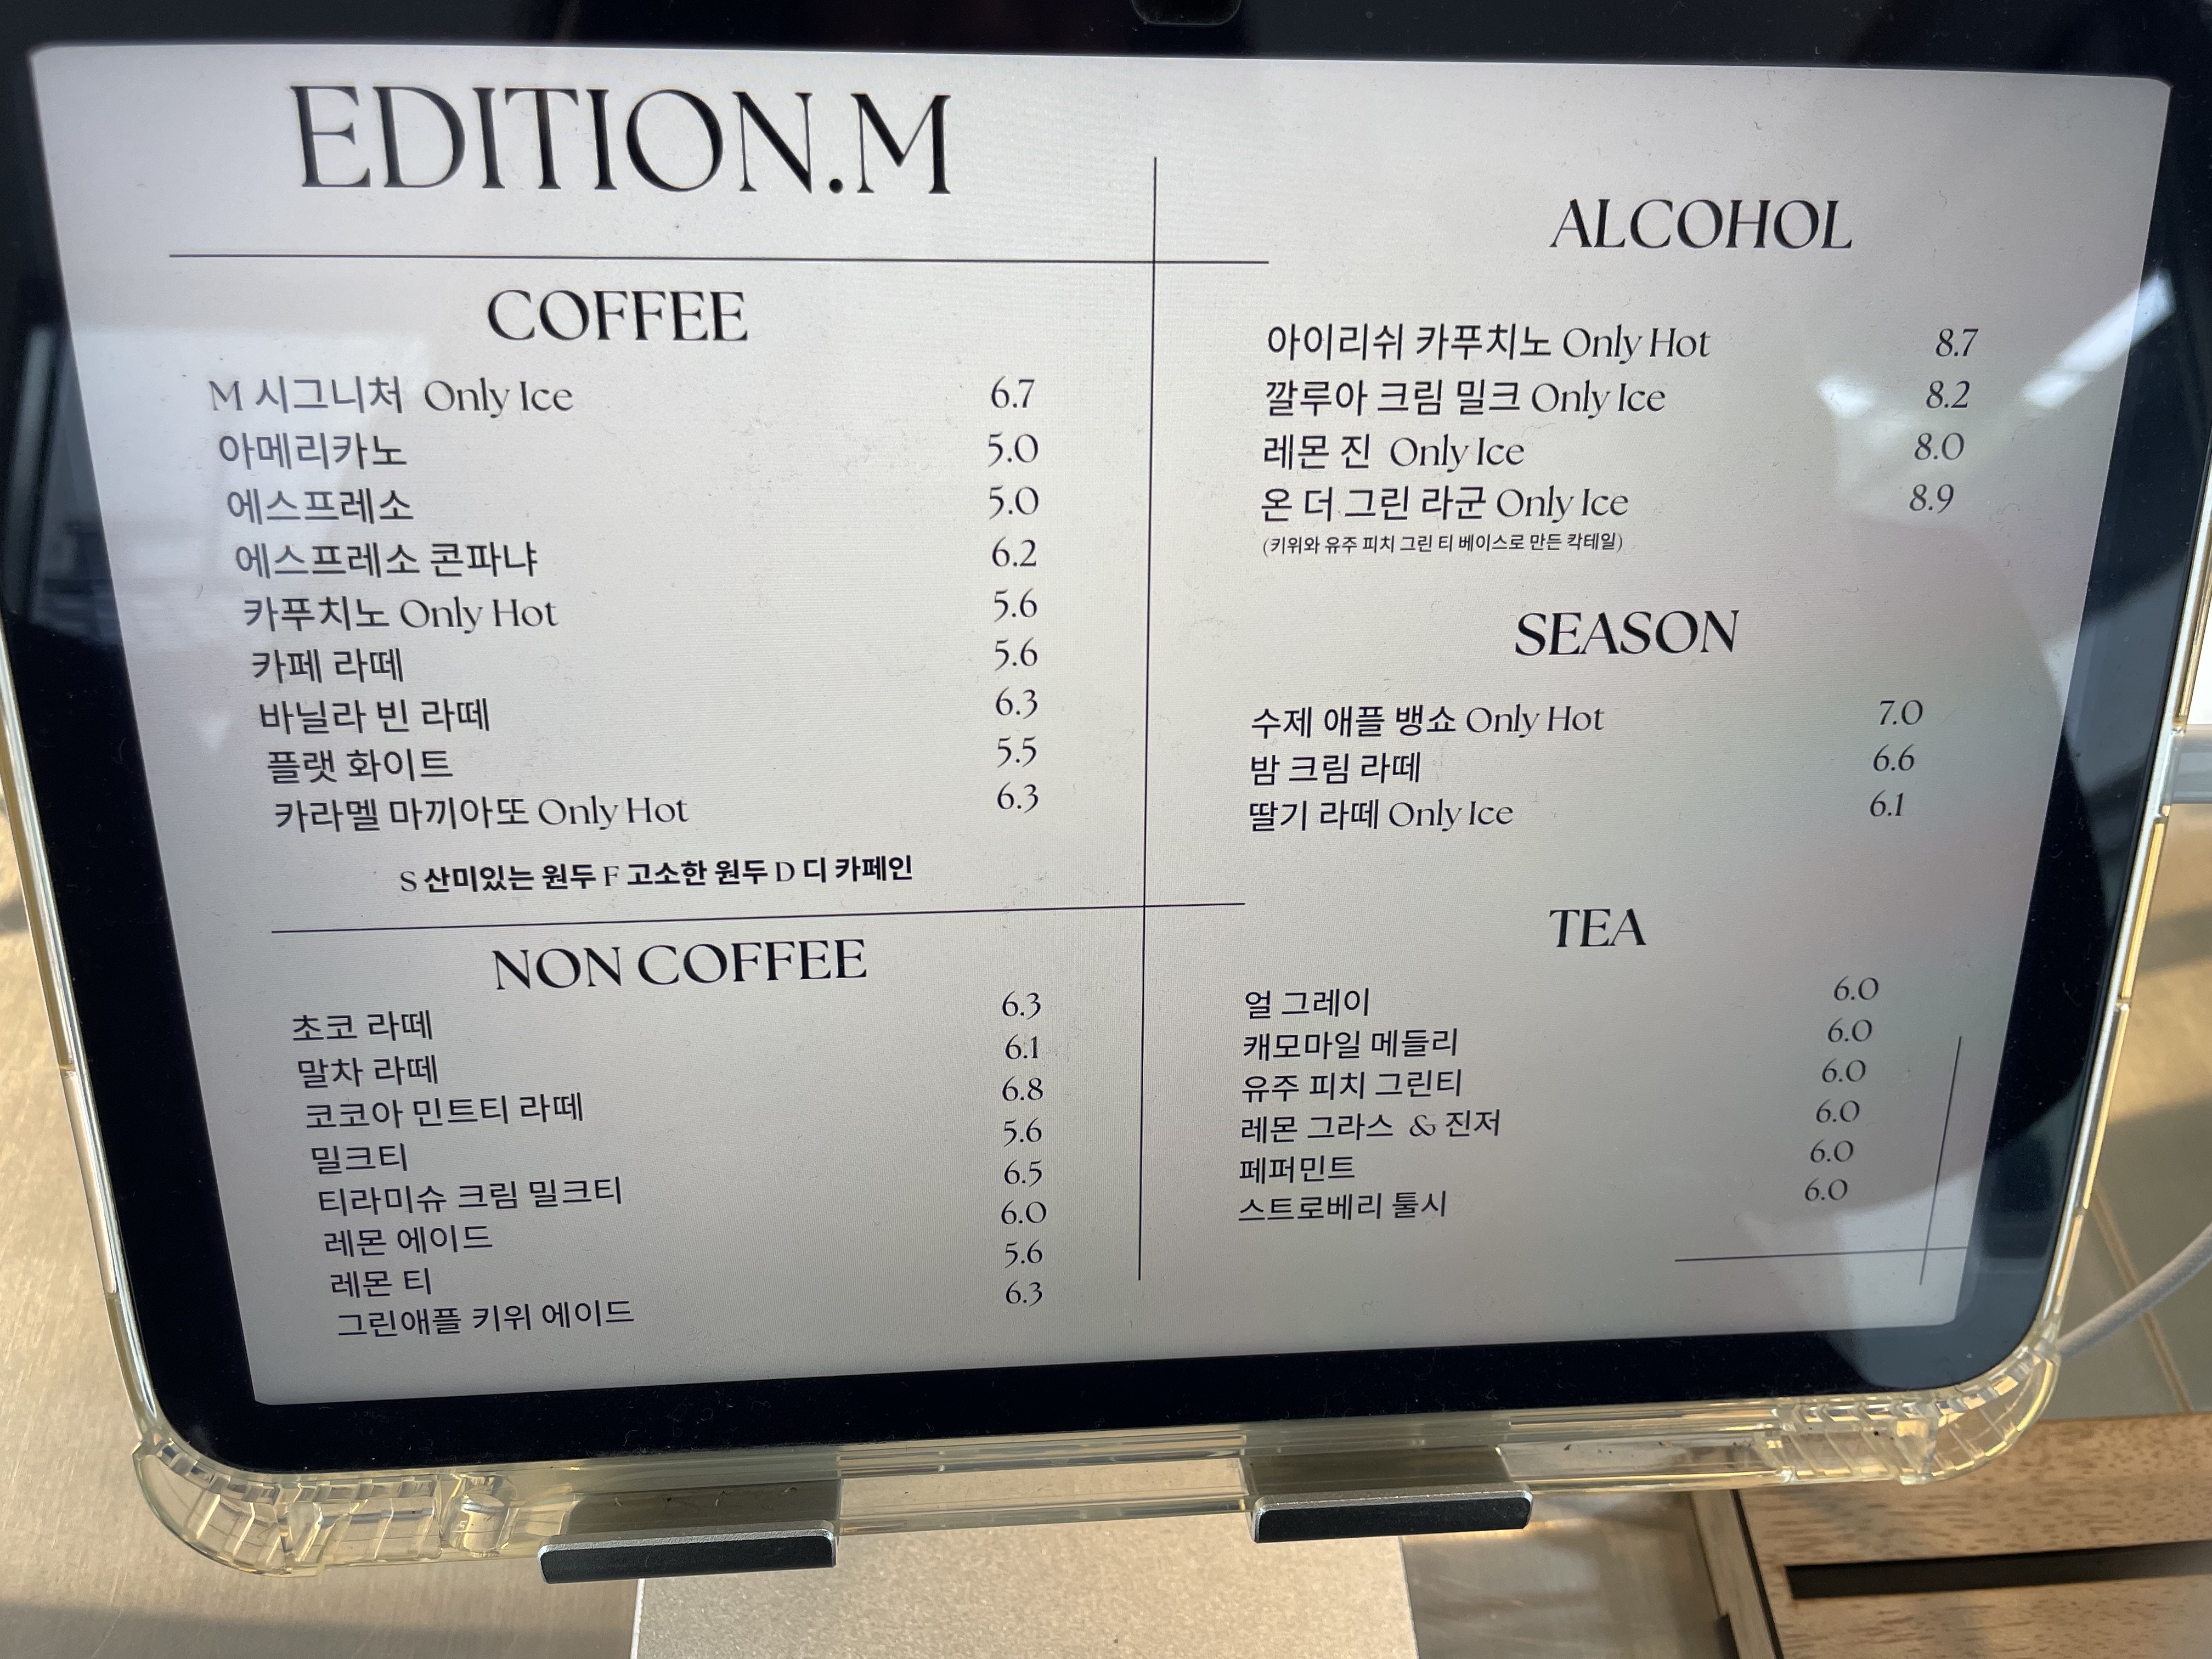 EDITION.M
COFFEE
M 시그니처 Only Ice 6.7
아메리카노 5.0
에스프레소 5.0
에스프레소 콘파냐 6.2
카푸치노 Only Hot 5.6
카페 라떼 5.6
바닐라 빈 라떼 6.3
플랫 화이트 5.5
카라멜 마끼아또 Only Hot 6.3
S 산미있는 원두 F 고소한 원두 D 디 카페인
NON COFFEE
초코 라떼 6.3
말차 라떼 6.1
코코아 민트티 라떼 6.8
밀크티 5.6
티라미슈 크림 밀크티 6.5
레몬 에이드 6.0
레몬 티 5.6
그린애플 키위 에이드 6.3
ALCOHOL
아이리쉬 카푸치노 Only Hot 8.7
깔루아 크림 밀크 Only Ice 8.2
레몬 진 Only Ice 8.0
온 더 그린 라군 Only Ice 8.9
(키위와 유주 피치 그린 티 베이스로 만든 칵테일)
SEASON
수제 애플 뱅쇼 Only Hot 7.0
밤 크림 라떼 6.6
딸기 라떼 Only Ice 6.1
TEA
얼 그레이 6.0
캐모마일 메들리 6.0
유주 피치 그린티 6.0
레몬 그라스 & 진저 6.0
페퍼민트 6.0
스트로베리 툴시 6.0